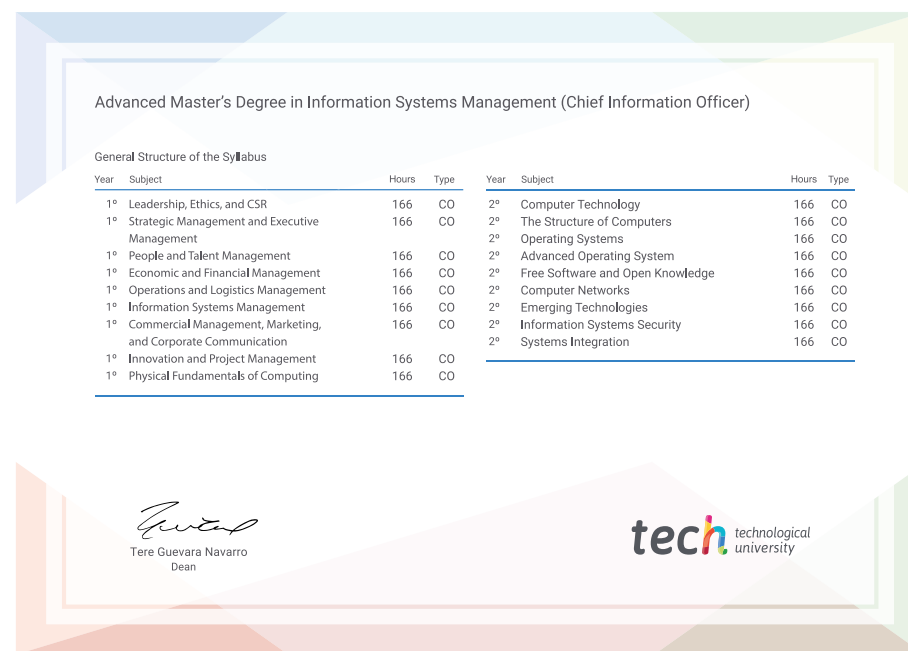 Advanced Master's Degree in Information Systems Management (Chief Information Officer)
General Structure of the Syllabus
Year Subject Hours Type
1º Leadership, Ethics, and CSR 166 CO
1º Strategic Management and Executive 166 CO
Management
1º People and Talent Management 166 CO
1º Economic and Financial Management 166 CO
1º Operations and Logistics Management 166 CO
1º Information Systems Management 166 CO
1º Commercial Management, Marketing, 166 CO
and Corporate Communication
1º Innovation and Project Management 166 CO
1º Physical Fundamentals of Computing 166 CO
Year Subject Hours Type
2º Computer Technology 166 CO
2º The Structure of Computers 166 CO
2º Operating Systems 166 CO
2º Advanced Operating System 166 CO
2º Free Software and Open Knowledge 166 CO
2º Computer Networks 166 CO
2º Emerging Technologies 166 CO
2º Information Systems Security 166 CO
2º Systems Integration 166 CO
Tere Guevara Navarro
Dean
tech technological
university